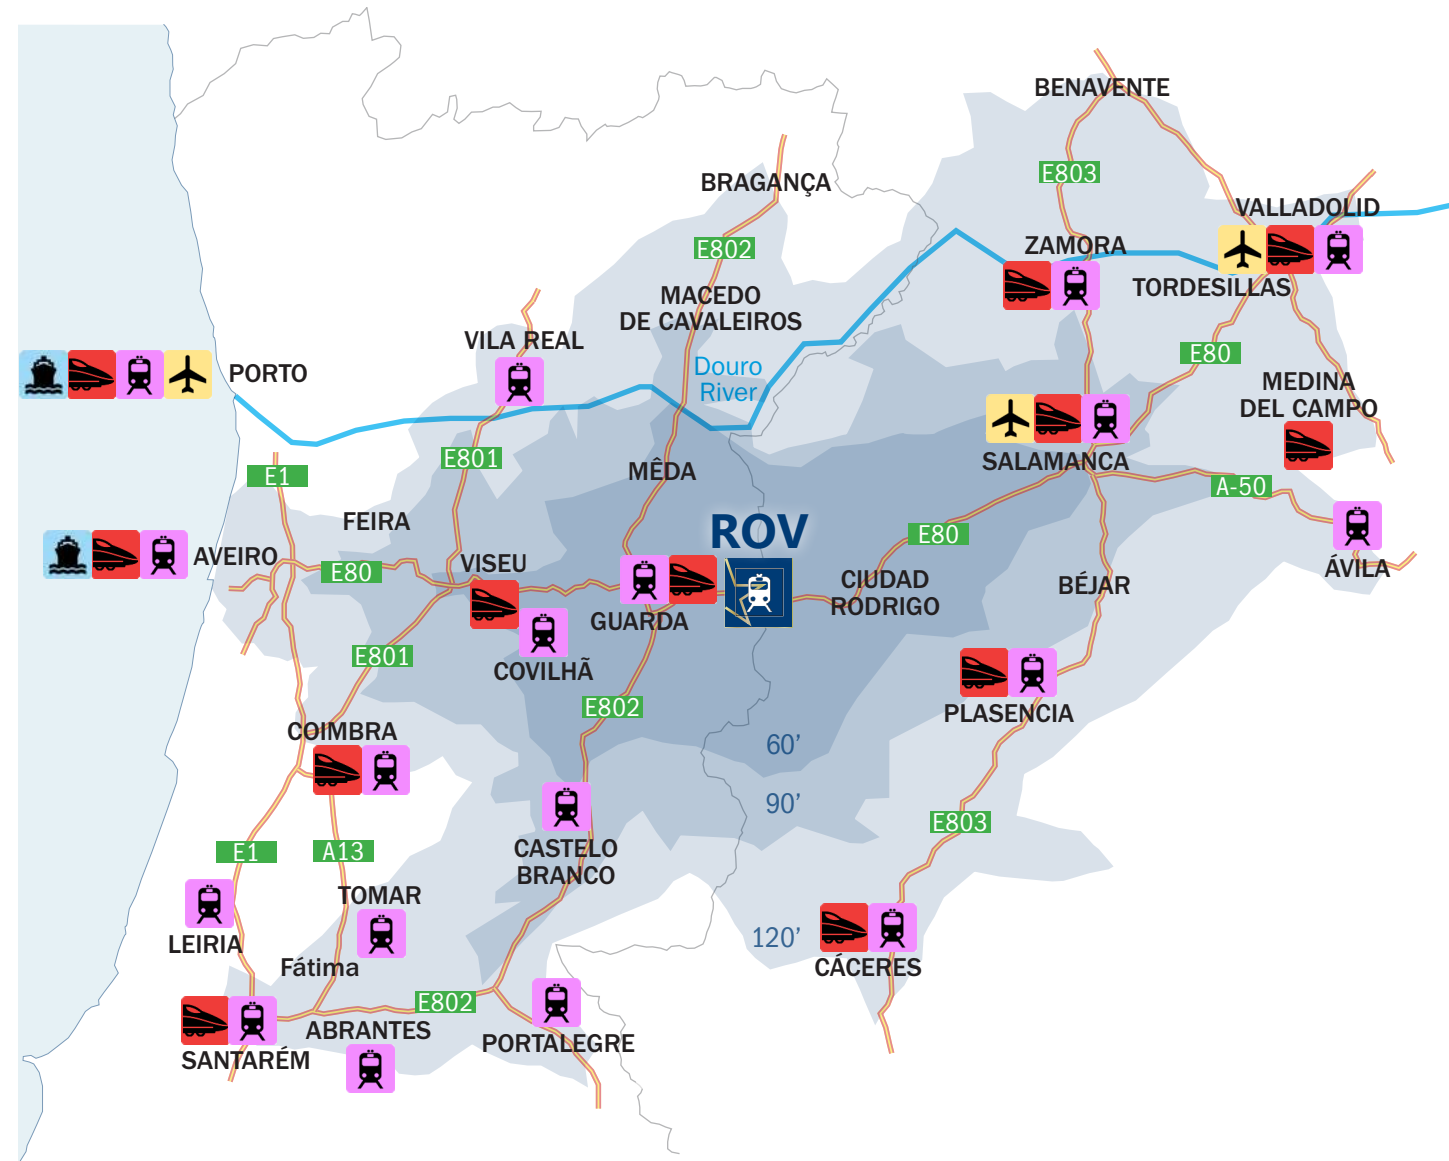 BENAVENTE
E803
BRAGANÇA
VALLADOLID
E802
ZAMORA
TORDESILLAS
MACEDO
DE CAVALEIROS
VILA REAL
E80
Douro
River
PORTO
MEDINA
DEL CAMPO
E801
SALAMANCA
E1
MÊDA
A-50
FEIRA
ROV
E80
AVEIRO
VISEU
E80
CIUDAD
RODRIGO
BÉJAR
ÁVILA
GUARDA
E801
COVILHÃ
E802
PLASENCIA
COIMBRA
60’
90’
E803
E1
A13
CASTELO
BRANCO
TOMAR
LEIRIA
120’
Fátima
CÁCERES
E802
ABRANTES
PORTALEGRE
SANTARÉM